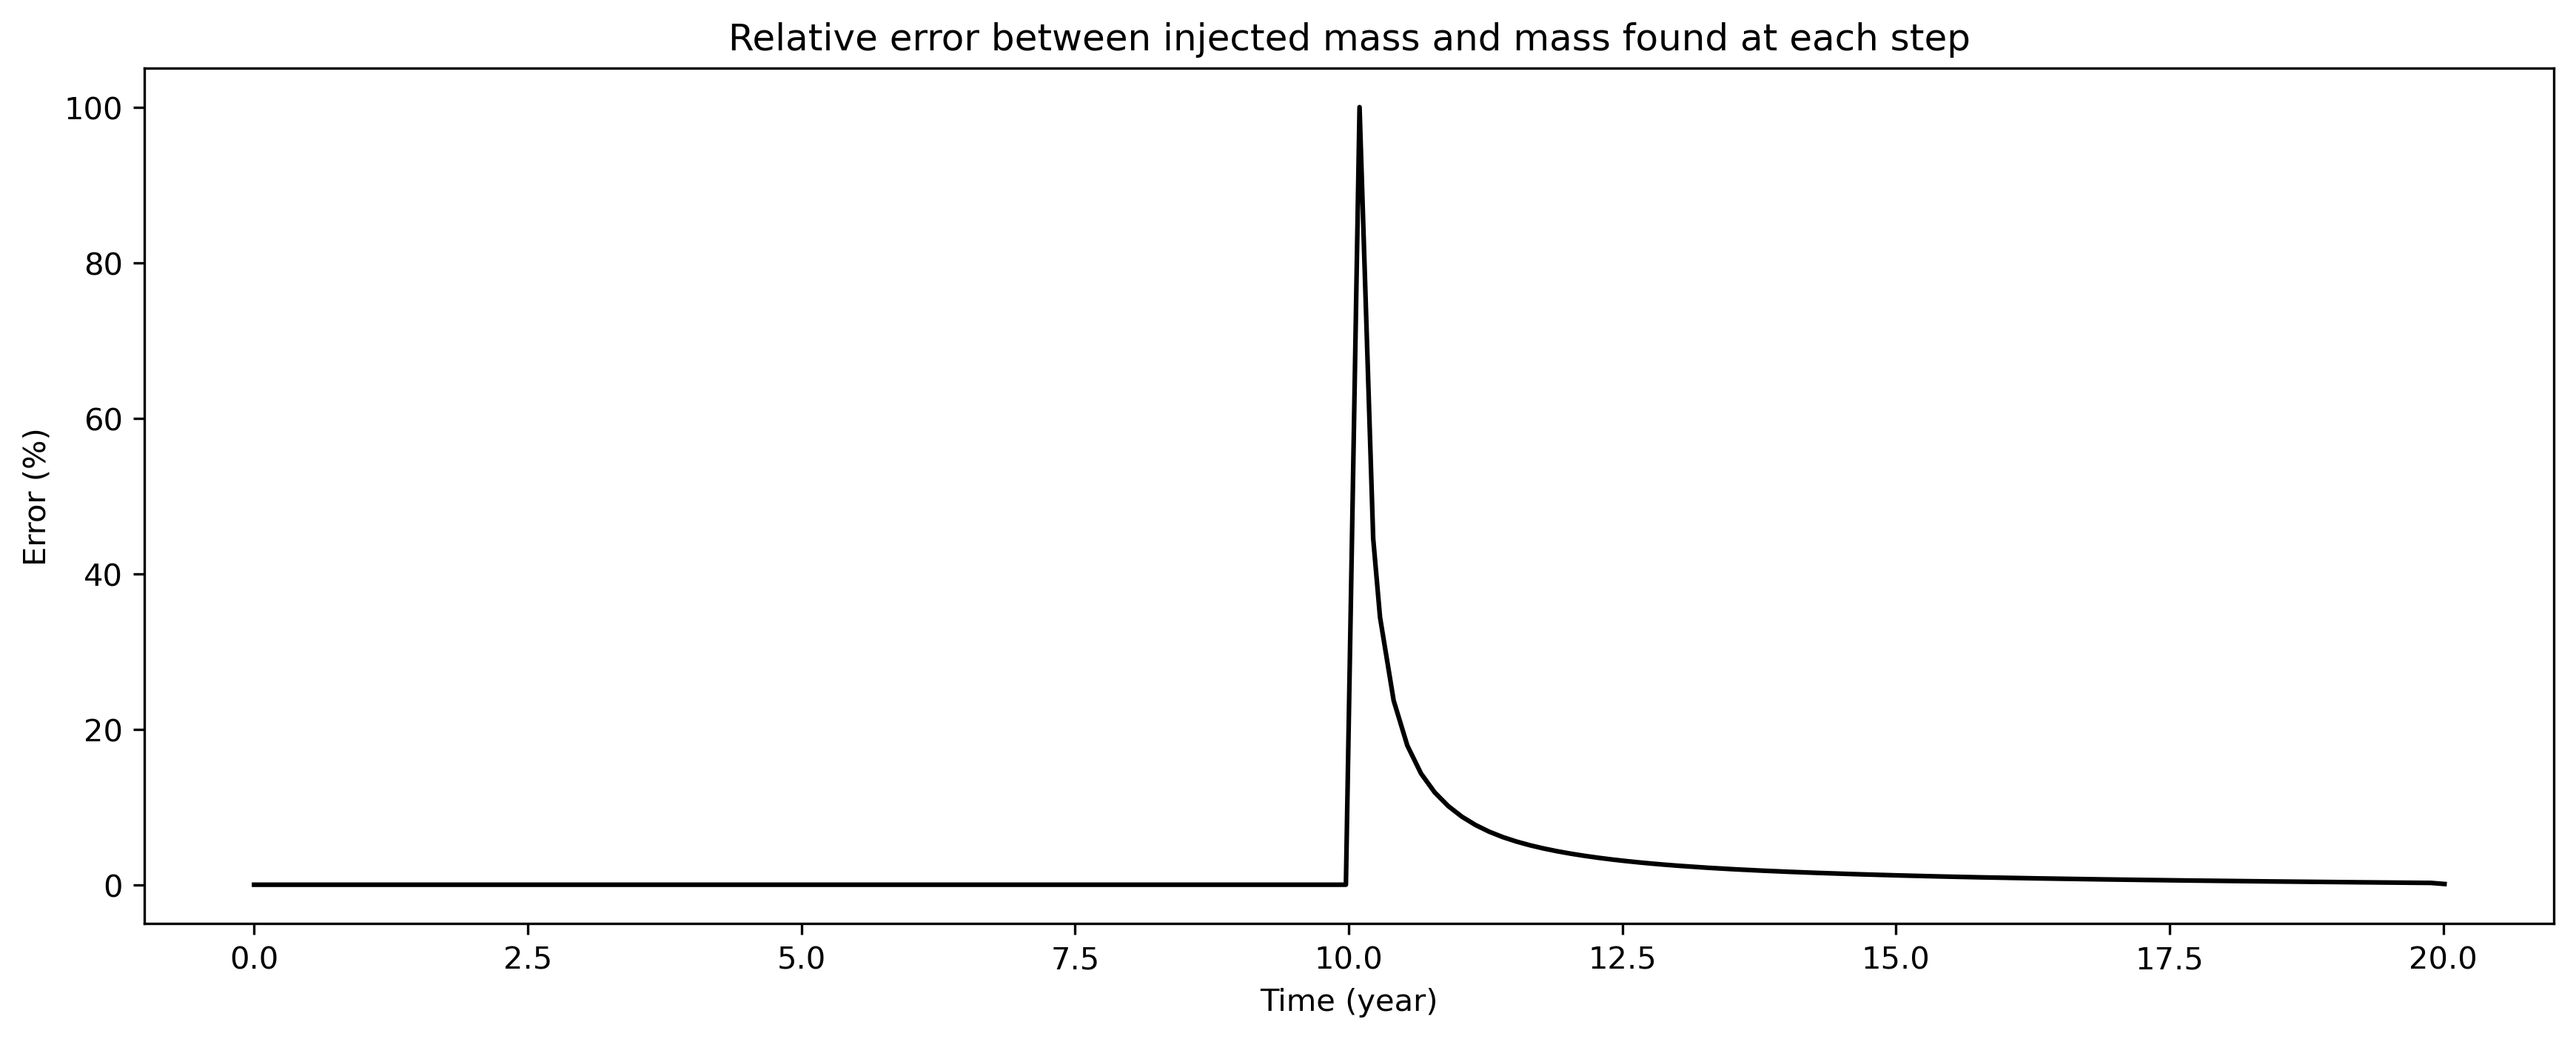 Relative error between injected mass and mass found at each step
Error (%)
100
80
60
40
20
0
0.0 2.5 5.0 7.5 10.0 12.5 15.0 17.5 20.0
Time (year)